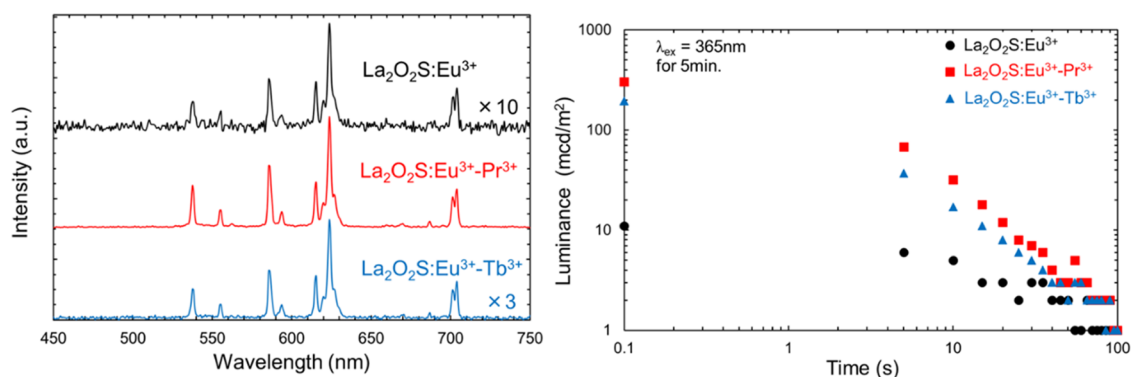 Intensity (a.u.)
La₂O₂S:Eu³⁺
×10
La₂O₂S:Eu³⁺-Pr³⁺
La₂O₂S:Eu³⁺-Tb³⁺
×3
450 500 550 600 650 700 750
Wavelength (nm)
Luminance (mcd/m²)
1000
100
10
1
λex = 365nm
for 5min.
La₂O₂S:Eu³⁺
La₂O₂S:Eu³⁺-Pr³⁺
La₂O₂S:Eu³⁺-Tb³⁺
0.1 1 10 100
Time (s)